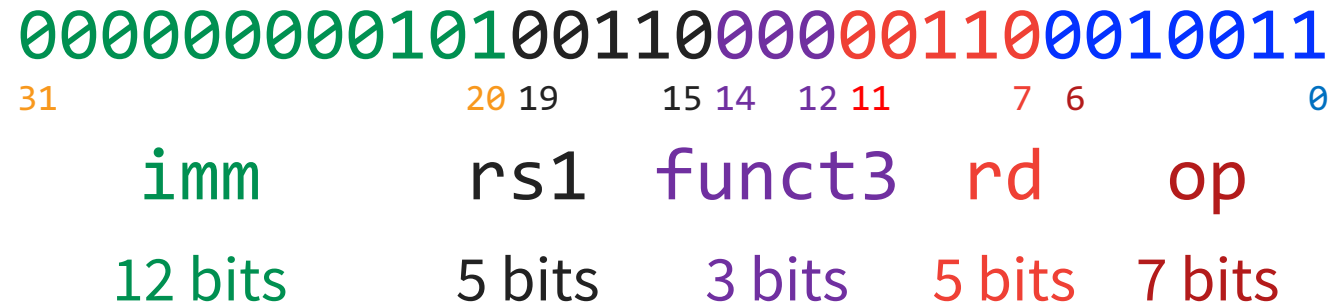 00000000010100110000001100010011
31 20 19 15 14 12 11 7 6 0
imm rs1 funct3 rd op
12 bits 5 bits 3 bits 5 bits 7 bits